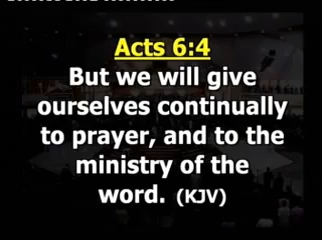 Acts 6:4
But we will give
ourselves continually
to prayer, and to the
ministry of the
word. (KJV)